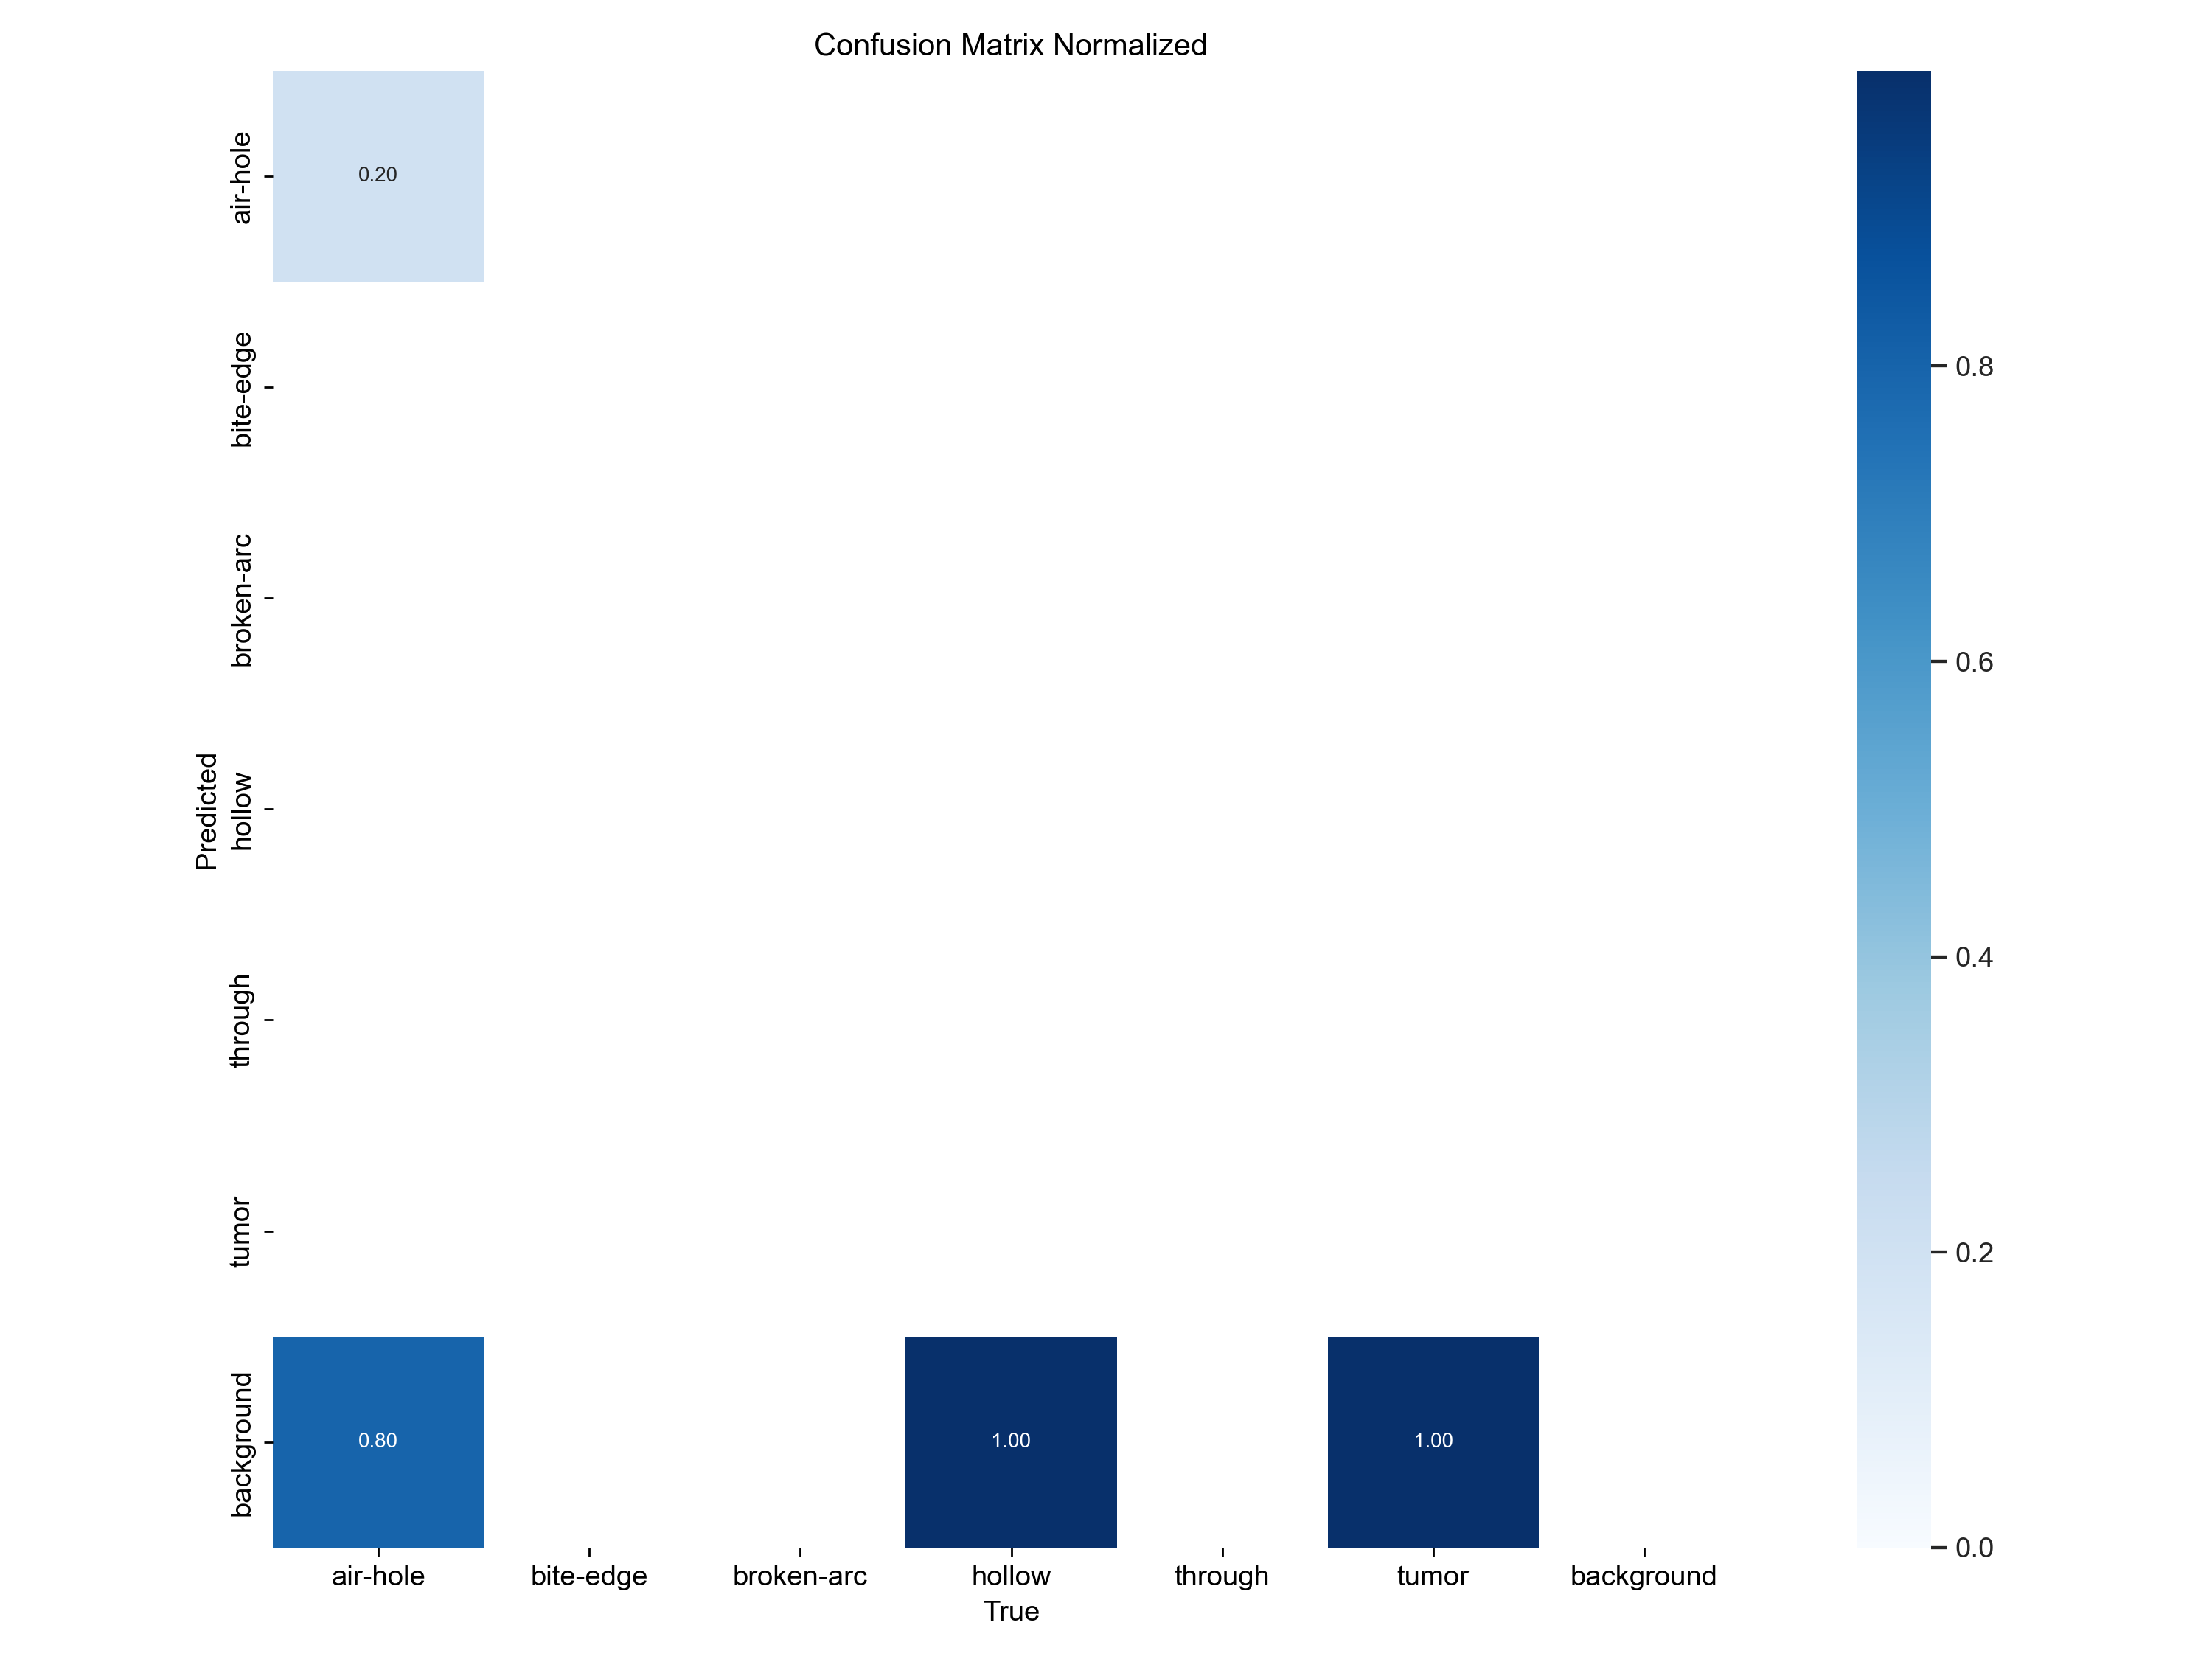 Confusion Matrix Normalized
air-hole
0.20
bite-edge
0.8
broken-arc
0.6
Predicted
hollow
0.4
through
tumor
0.2
background
0.80 1.00 1.00
0.0
air-hole bite-edge broken-arc hollow through tumor background
True